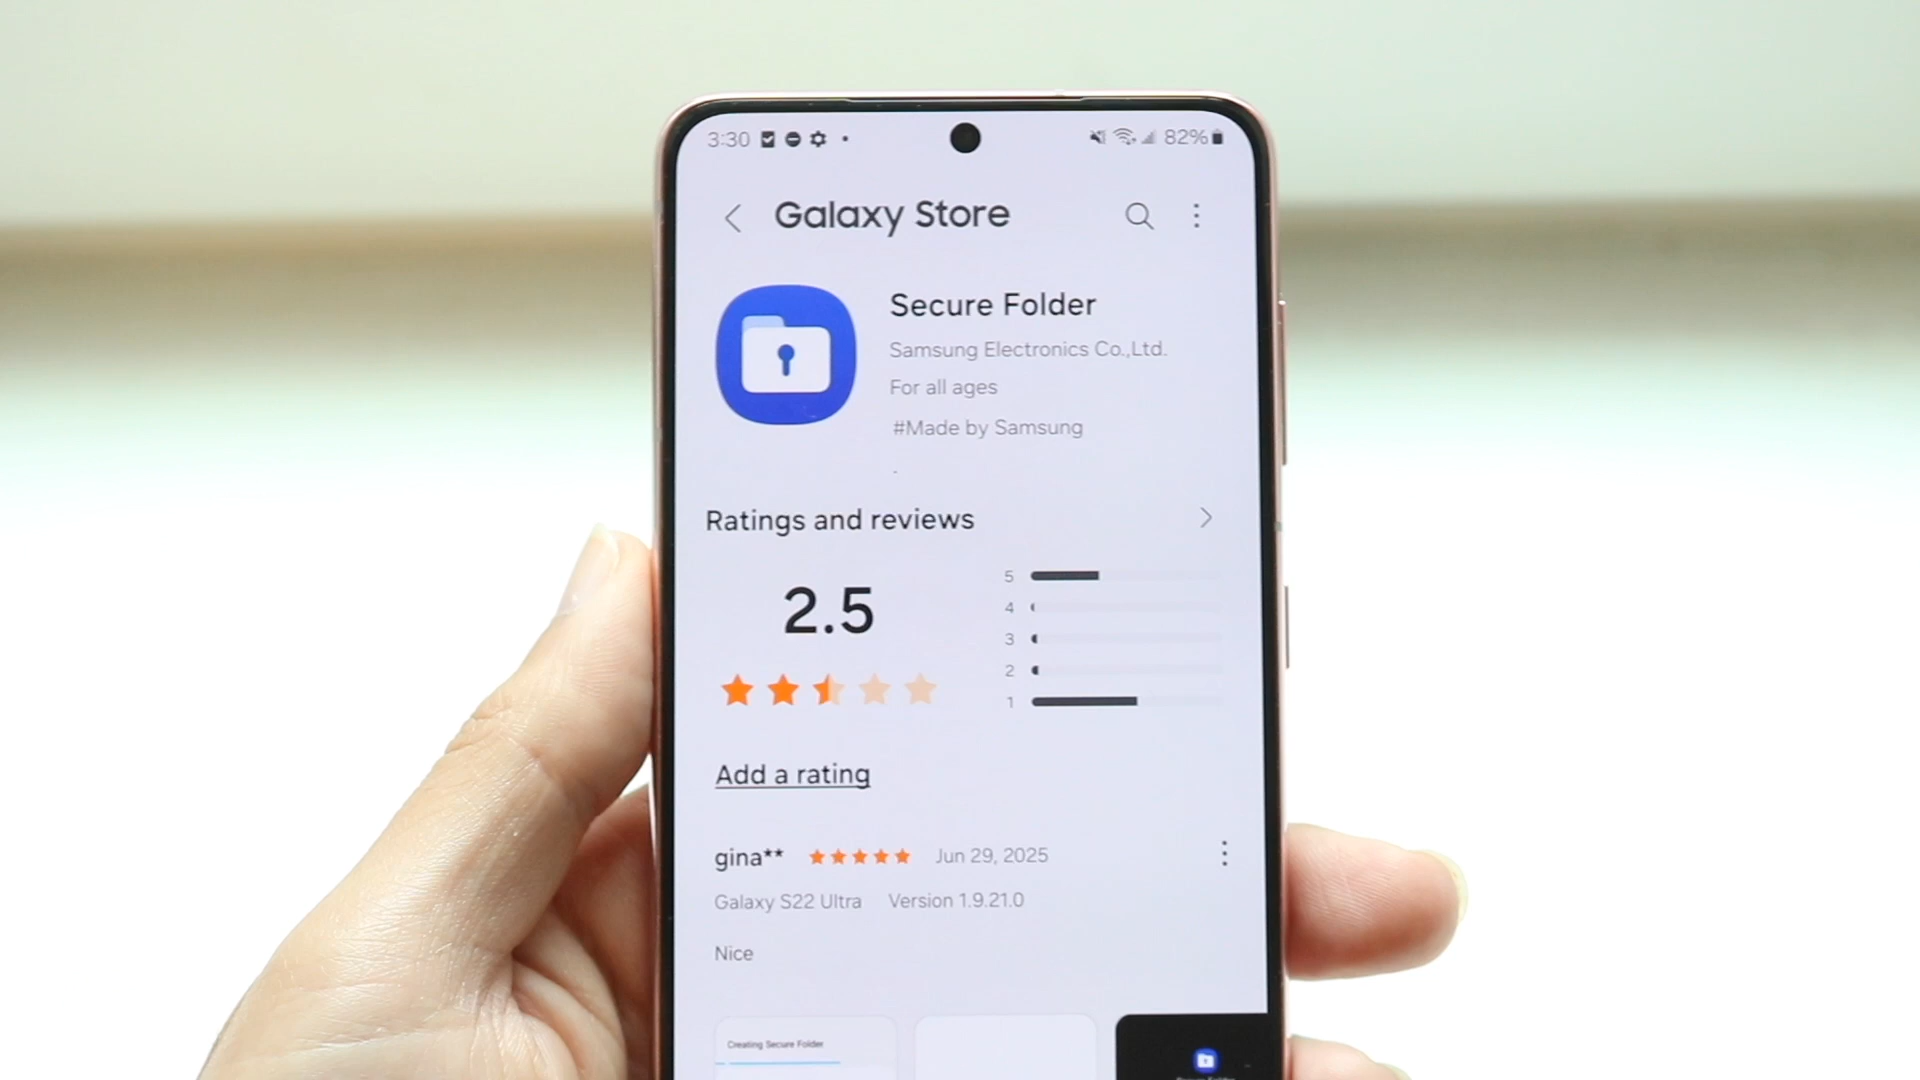 3:30
82%
Galaxy Store
Secure Folder
Samsung Electronics Co.,Ltd.
For all ages
#Made by Samsung
Ratings and reviews
2.5
5
4
3
2
1
Add a rating
gina** Jun 29, 2025
Galaxy S22 Ultra Version 1.9.21.0
Nice
Creating Secure Folder